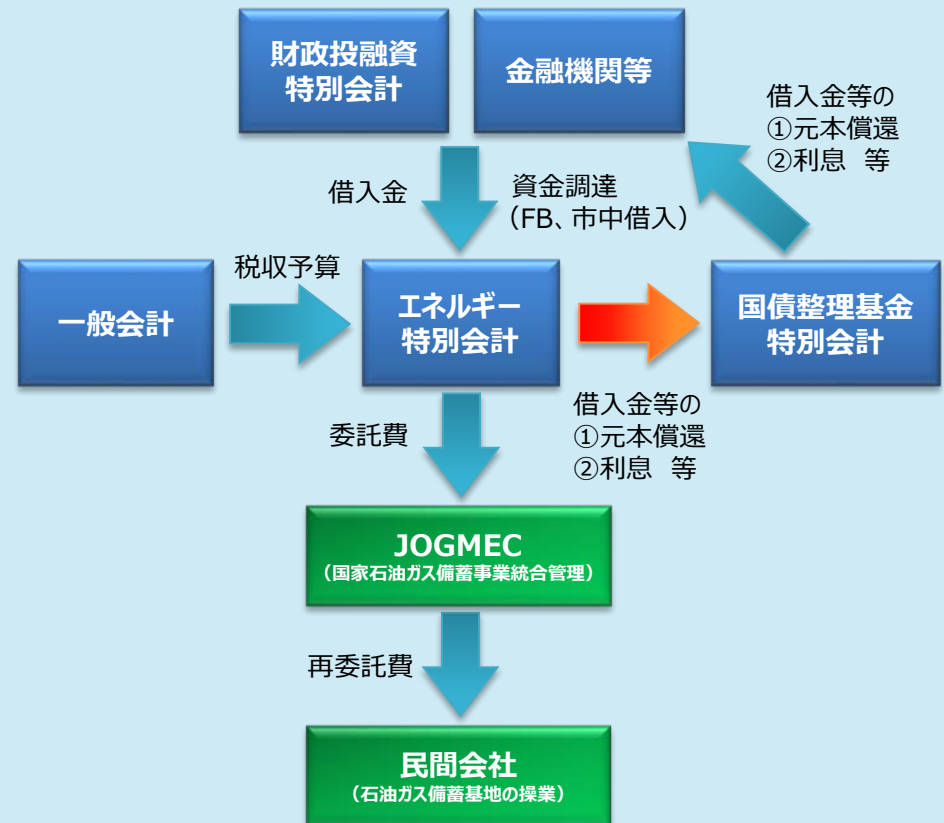 財政投融資
特別会計
金融機関等
借入金等の
①元本償還
②利息 等
借入金
資金調達
（FB、市中借入）
税収予算
一般会計
エネルギー
特別会計
国債整理基金
特別会計
借入金等の
①元本償還
②利息 等
委託費
JOGMEC
（国家石油ガス備蓄事業統合管理）
再委託費
民間会社
（石油ガス備蓄基地の操業）